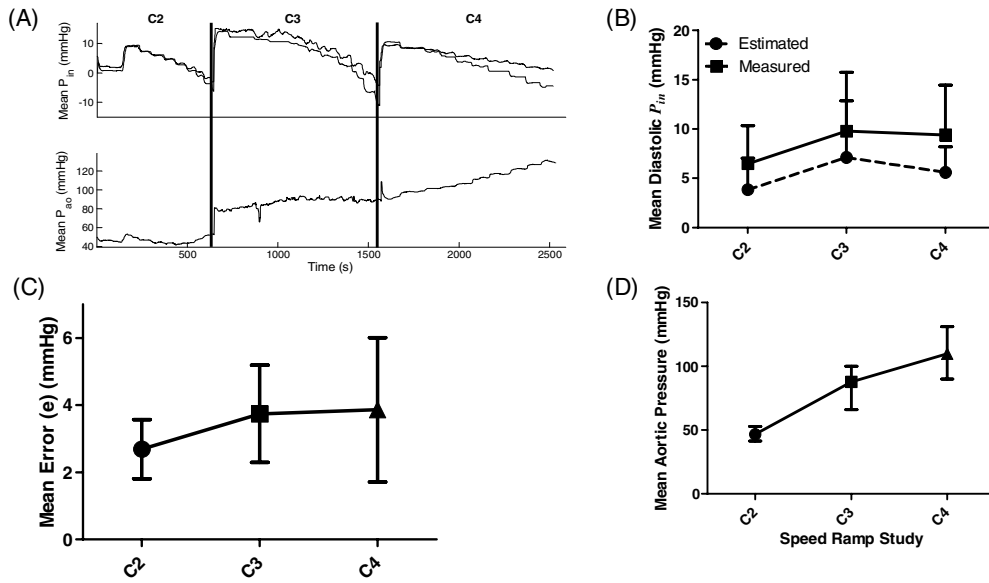 (A)
C2 C3 C4
Mean P_in (mmHg)
10
0
-10
Mean P_ao (mmHg)
120
100
80
60
40
500 1000 1500 2000 2500
Time (s)
(B)
Mean Diastolic P_in (mmHg)
20
15
10
5
0
Estimated
Measured
C2 C3 C4
(C)
Mean Error (e) (mmHg)
6
4
2
0
C2 C3 C4
(D)
Mean Aortic Pressure (mmHg)
150
100
50
0
C2 C3 C4
Speed Ramp Study